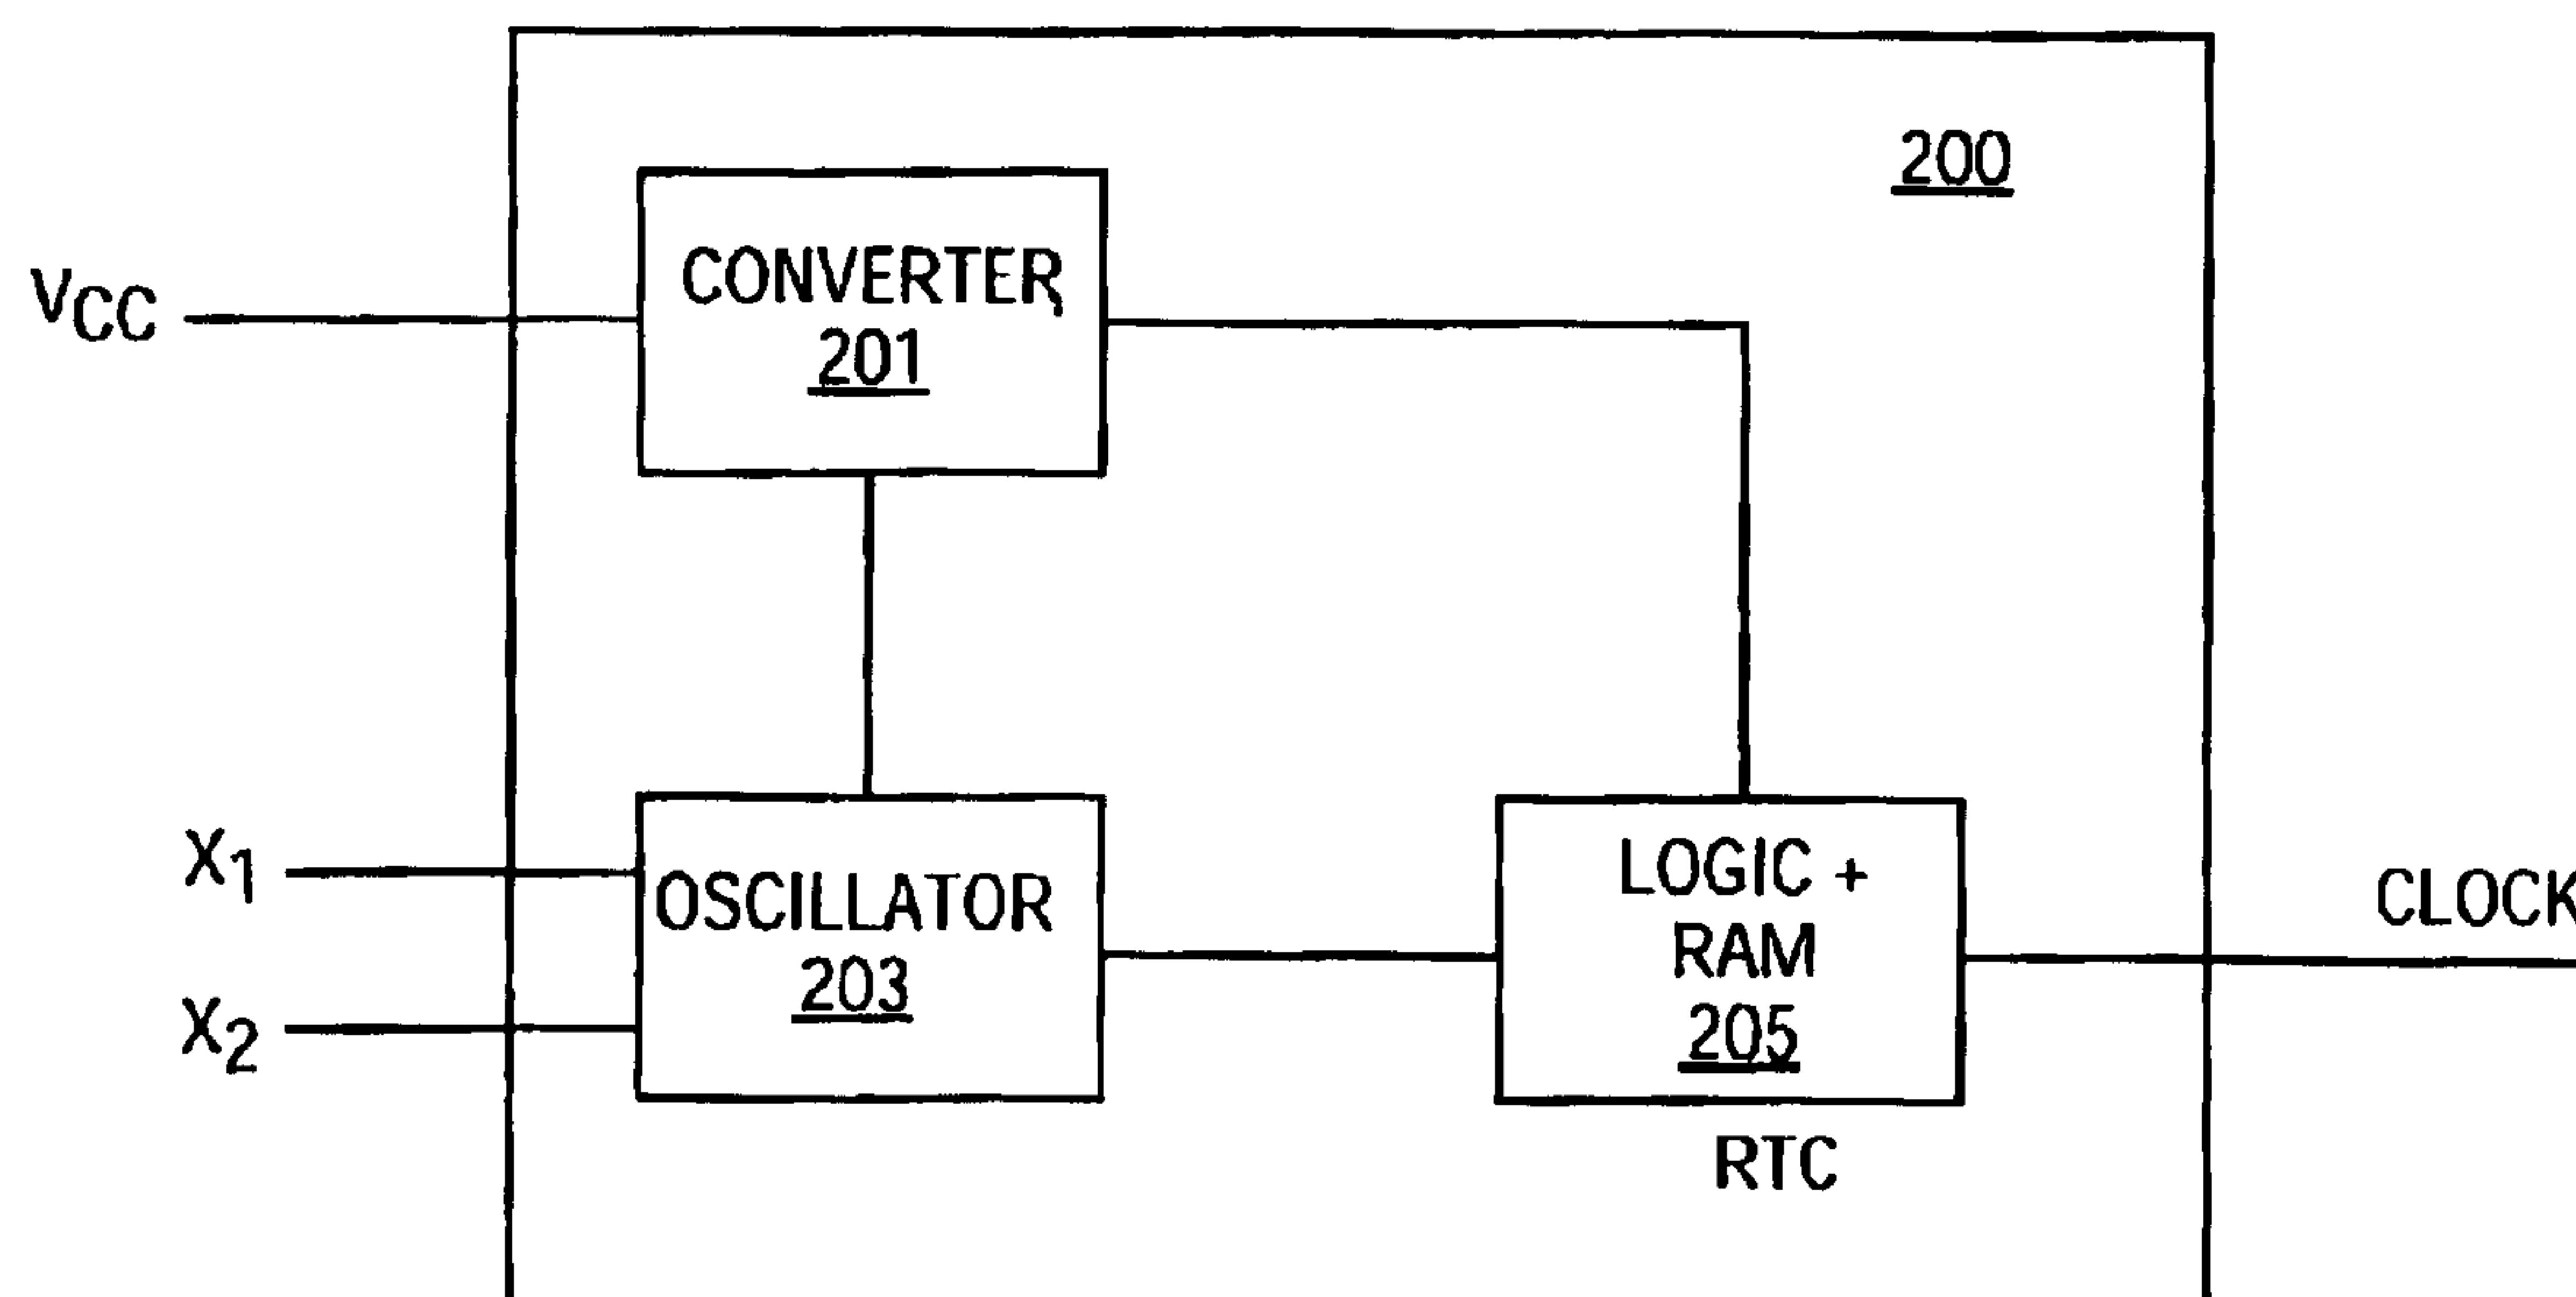 200
CONVERTER
201
VCC
X1
OSCILLATOR
203
X2
LOGIC +
RAM
205
RTC
CLOCK